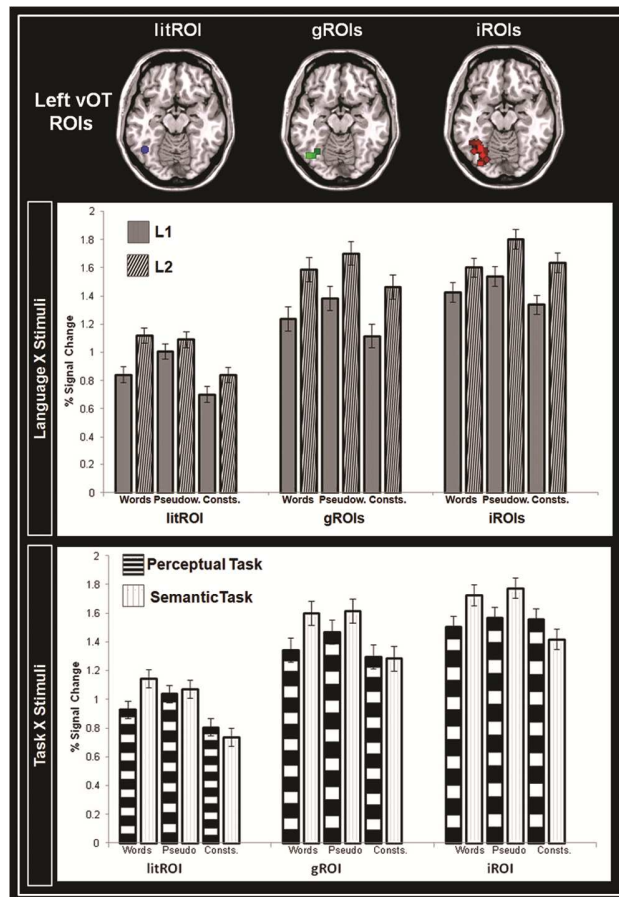 litROI gROIs iROIs
Left vOT
ROIs
Language X Stimuli
% Signal Change
2
1.8
1.6
1.4
1.2
1
0.8
0.6
0.4
0.2
0
L1
L2
Words Pseudow. Consts. Words Pseudow. Consts. Words Pseudow. Consts.
litROI gROIs iROIs
Task X Stimuli
% Signal Change
2
1.8
1.6
1.4
1.2
1
0.8
0.6
0.4
0.2
0
Perceptual Task
SemanticTask
Words Pseudo Consts. Words Pseudo Consts. Words Pseudo Consts.
litROI gROI iROI